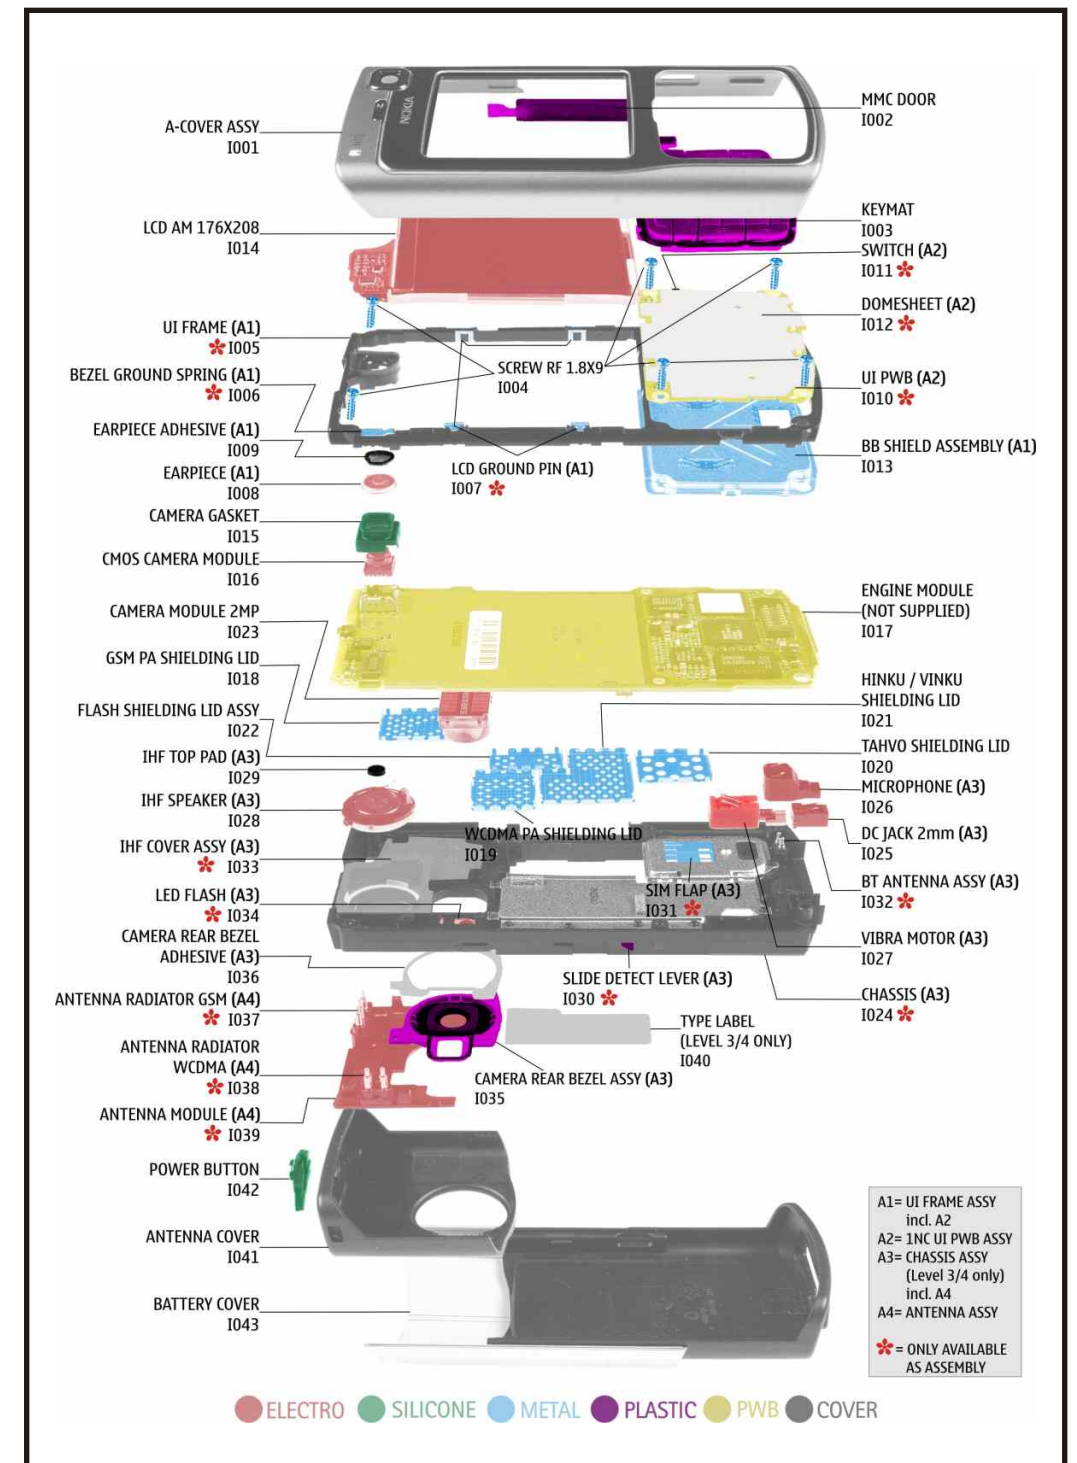 NOKIA
A-COVER ASSY
I001
MMC DOOR
I002
LCD AM 176X208
I014
KEYMAT
I003
SWITCH (A2)
I011 *
DOMESHEET (A2)
I012 *
UI FRAME (A1)
* I005
SCREW RF 1.8X9
I004
BEZEL GROUND SPRING (A1)
* I006
UI PWB (A2)
I010 *
EARPIECE ADHESIVE (A1)
I009
BB SHIELD ASSEMBLY (A1)
I013
EARPIECE (A1)
I008
LCD GROUND PIN (A1)
I007 *
CAMERA GASKET
I015
CMOS CAMERA MODULE
I016
ENGINE MODULE
(NOT SUPPLIED)
I017
CAMERA MODULE 2MP
I023
GSM PA SHIELDING LID
I018
HINKU / VINKU
SHIELDING LID
I021
FLASH SHIELDING LID ASSY
I022
TAHVO SHIELDING LID
I020
IHF TOP PAD (A3)
I029
MICROPHONE (A3)
I026
IHF SPEAKER (A3)
I028
WCDMA PA SHIELDING LID
I019
DC JACK 2mm (A3)
I025
IHF COVER ASSY (A3)
* I033
SIM FLAP (A3)
I031 *
BT ANTENNA ASSY (A3)
I032 *
LED FLASH (A3)
* I034
VIBRA MOTOR (A3)
I027
CAMERA REAR BEZEL
ADHESIVE (A3)
I036
SLIDE DETECT LEVER (A3)
I030 *
CHASSIS (A3)
I024 *
ANTENNA RADIATOR GSM (A4)
* I037
TYPE LABEL
(LEVEL 3/4 ONLY)
I040
ANTENNA RADIATOR
WCDMA (A4)
* I038
CAMERA REAR BEZEL ASSY (A3)
I035
ANTENNA MODULE (A4)
* I039
POWER BUTTON
I042
ANTENNA COVER
I041
BATTERY COVER
I043
A1= UI FRAME ASSY
incl. A2
A2= 1NC UI PWB ASSY
A3= CHASSIS ASSY
(Level 3/4 only)
incl. A4
A4= ANTENNA ASSY
* = ONLY AVAILABLE
AS ASSEMBLY
ELECTRO SILICONE METAL PLASTIC PWB COVER